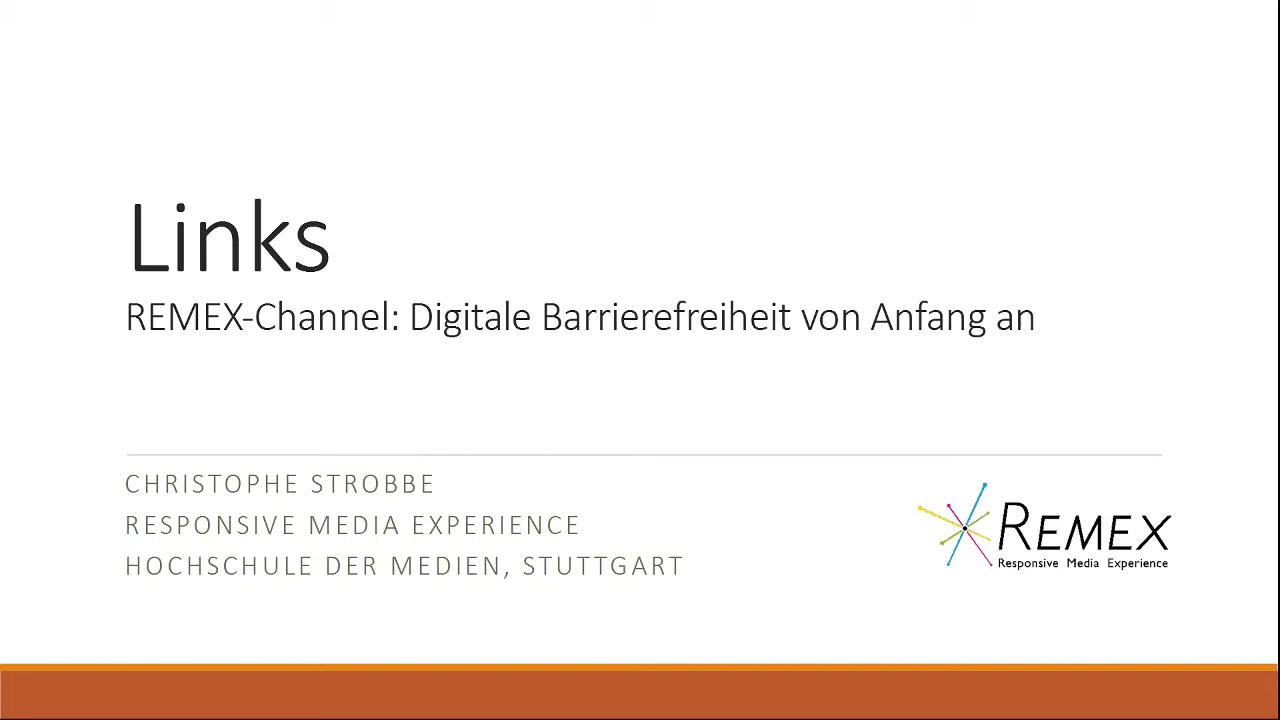 Links
REMEX-Channel: Digitale Barrierefreiheit von Anfang an
CHRISTOPHE STROBBE
RESPONSIVE MEDIA EXPERIENCE
HOCHSCHULE DER MEDIEN, STUTTGART
REMEX
Responsive Media Experience